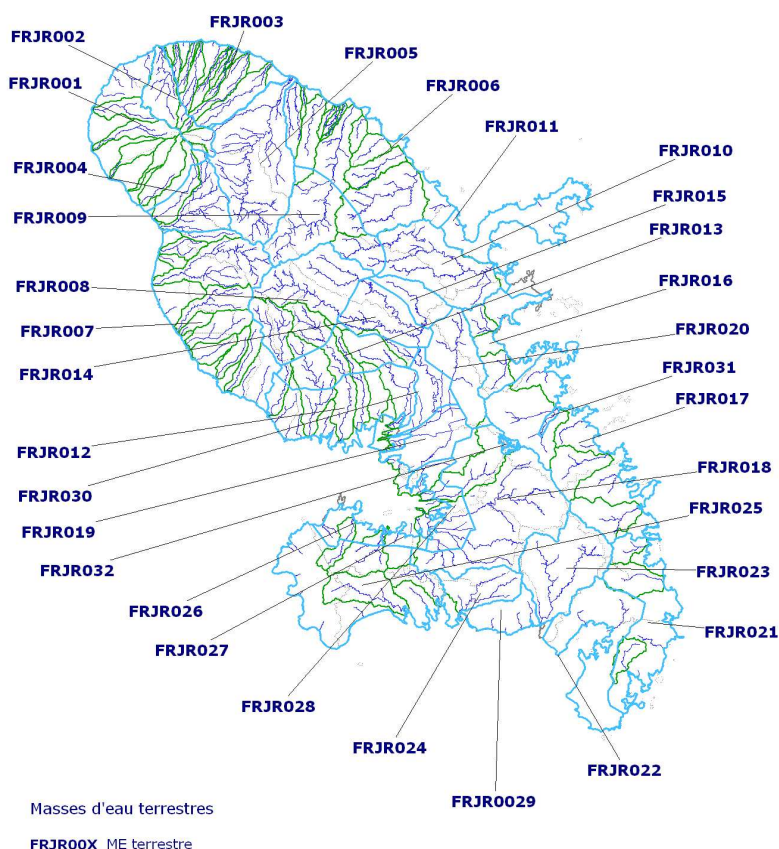 FRJR003
FRJR002
FRJR005
FRJR001
FRJR006
FRJR011
FRJR010
FRJR004
FRJR015
FRJR009
FRJR013
FRJR016
FRJR008
FRJR007
FRJR020
FRJR014
FRJR031
FRJR017
FRJR012
FRJR018
FRJR030
FRJR025
FRJR019
FRJR032
FRJR023
FRJR026
FRJR021
FRJR027
FRJR028
FRJR024
FRJR022
FRJR0029
Masses d'eau terrestres
FRJR00X ME terrestre